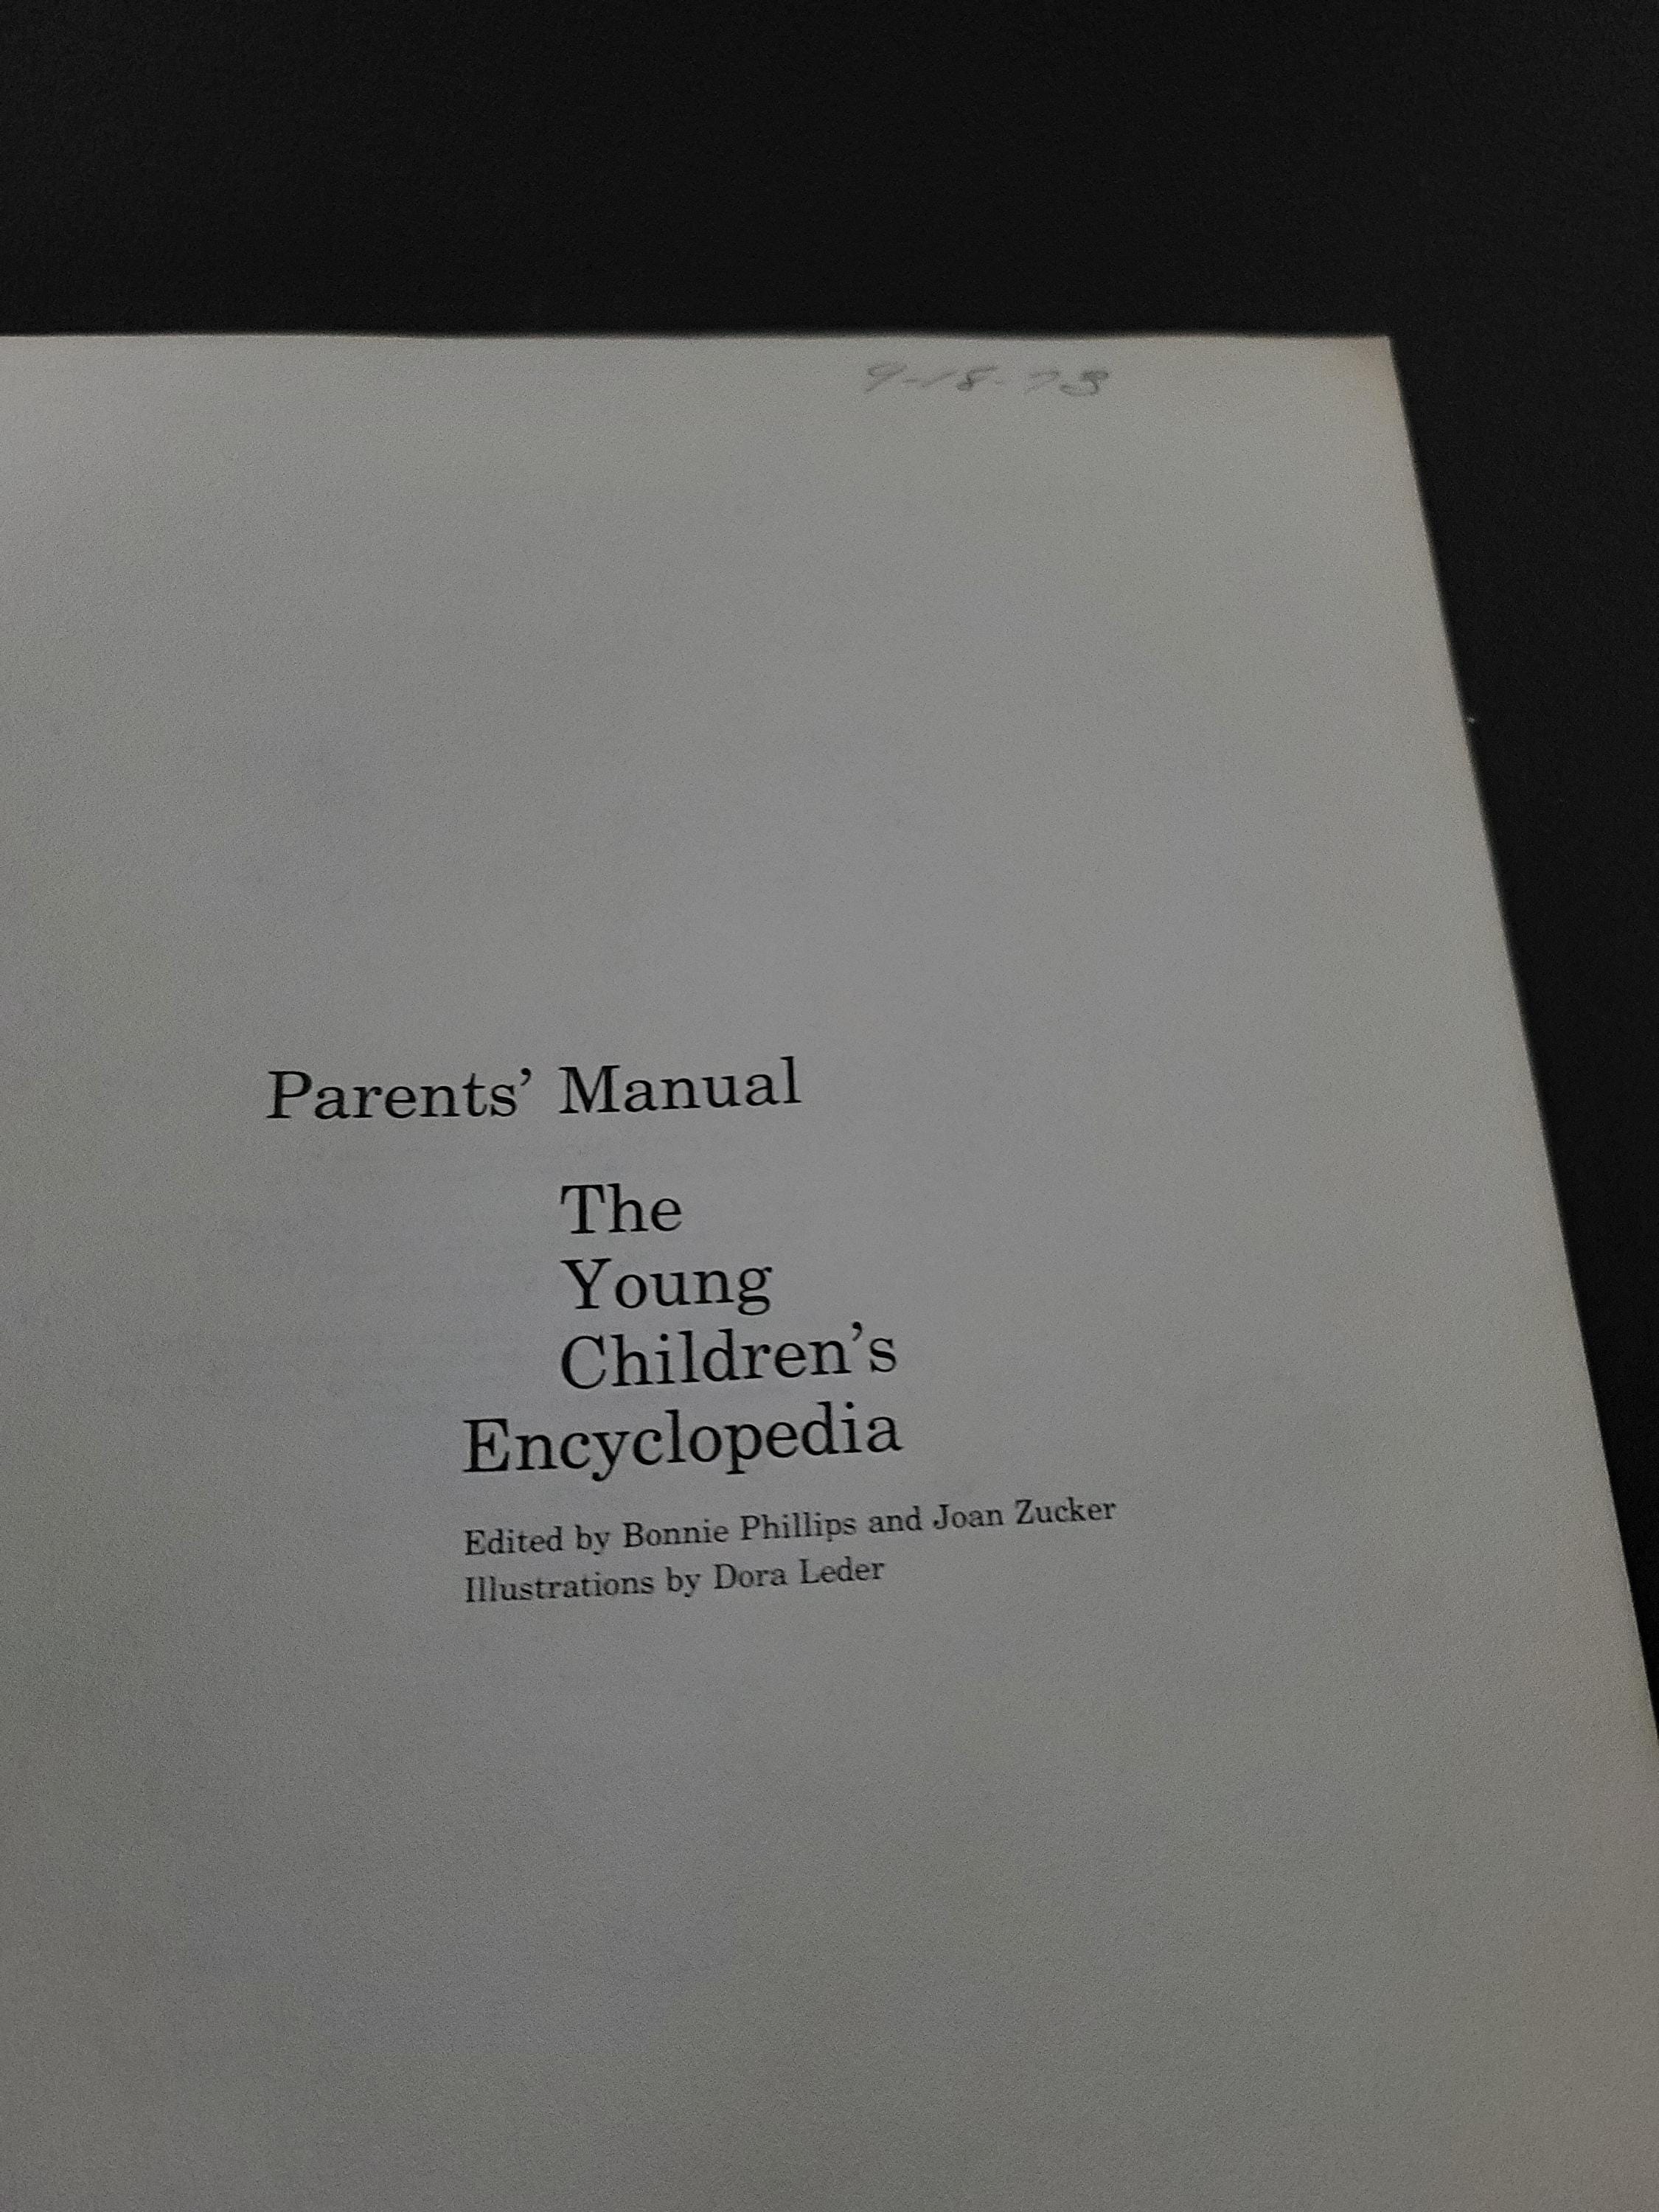 9-18-73
Parents’ Manual
The
Young
Children’s
Encyclopedia
Edited by Bonnie Phillips and Joan Zucker
Illustrations by Dora Leder